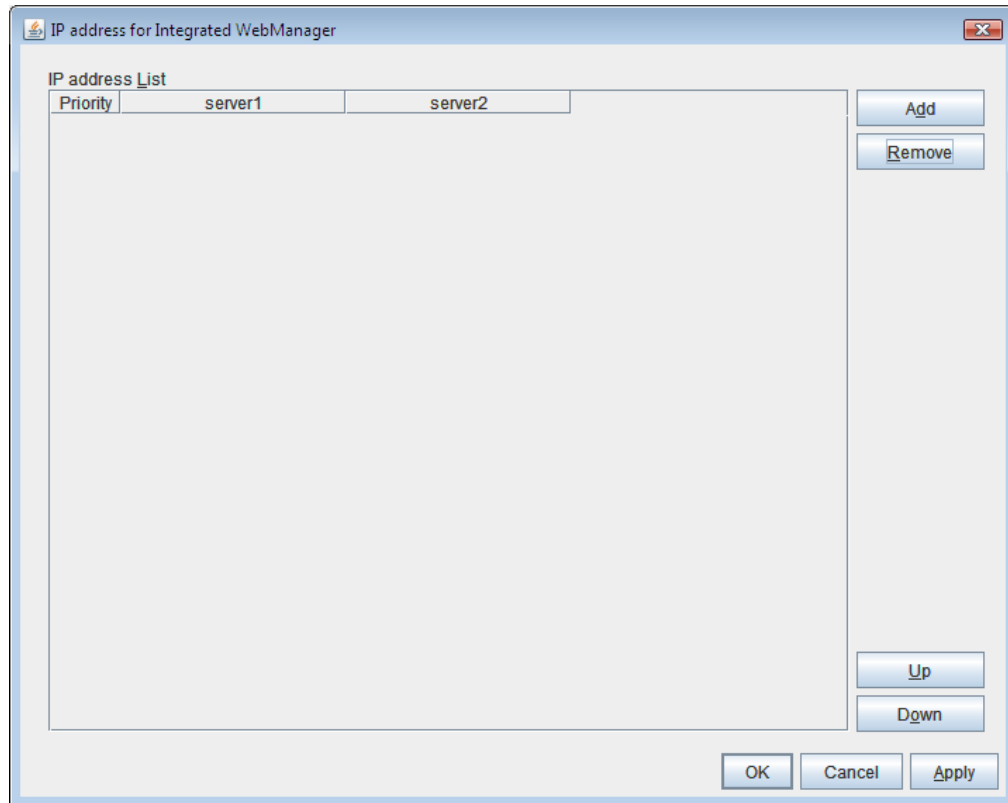 IP address for Integrated WebManager
IP address List
Priority server1 server2
Add
Remove
Up
Down
OK Cancel Apply